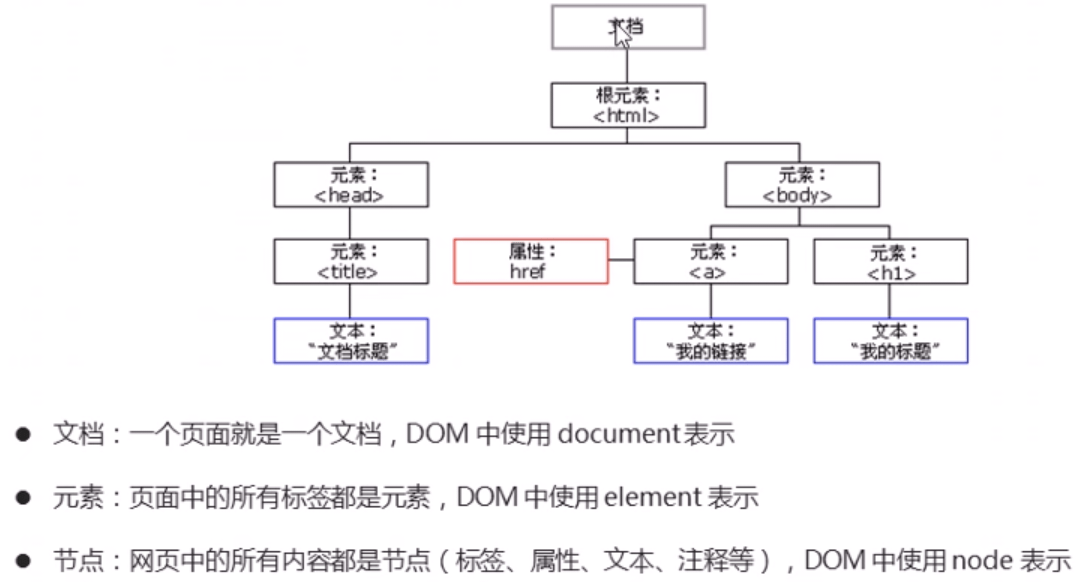 文档
根元素：
<html>
元素：
<head>
元素：
<body>
元素：
<title>
属性：
href
元素：
<a>
元素：
<h1>
文本：
“文档标题”
文本：
“我的链接”
文本：
“我的标题”
● 文档：一个页面就是一个文档，DOM 中使用 document 表示
● 元素：页面中的所有标签都是元素，DOM 中使用 element 表示
● 节点：网页中的所有内容都是节点（标签、属性、文本、注释等），DOM 中使用 node 表示